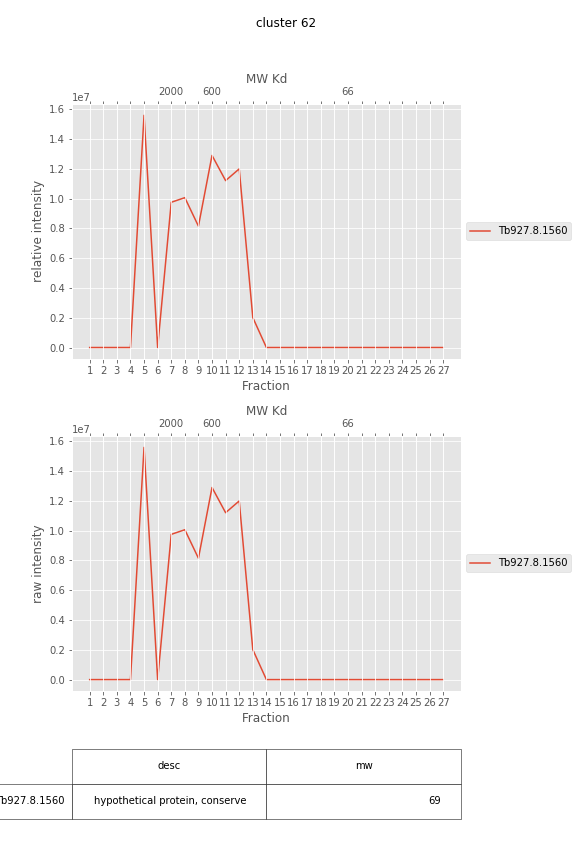 cluster 62
MW Kd
2000 600 66
1e7
1.6
1.4
1.2
1.0
0.8
0.6
0.4
0.2
0.0
relative intensity
Tb927.8.1560
1 2 3 4 5 6 7 8 9 10 11 12 13 14 15 16 17 18 19 20 21 22 23 24 25 26 27
Fraction
MW Kd
2000 600 66
1e7
1.6
1.4
1.2
1.0
0.8
0.6
0.4
0.2
0.0
raw intensity
Tb927.8.1560
1 2 3 4 5 6 7 8 9 10 11 12 13 14 15 16 17 18 19 20 21 22 23 24 25 26 27
Fraction
desc mw
b927.8.1560 hypothetical protein, conserve 69